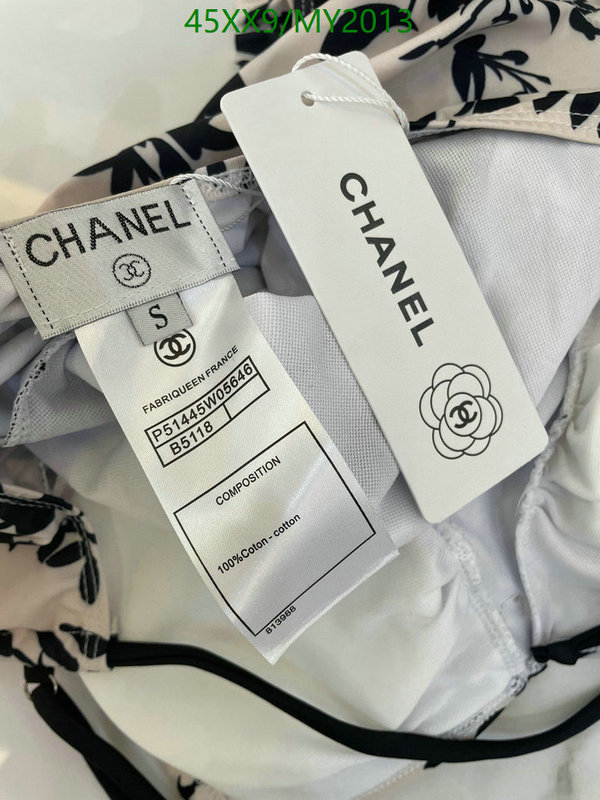 45XX9/MY2013
CHANEL
S
FABRIQUEEN FRANCE
P51445W05646
B5118
COMPOSITION
100%Coton-cotton
813988
CHANEL